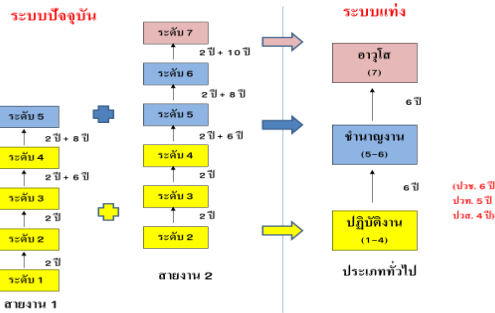 ระบบปัจจุบัน
ระบบแท่ง
ระดับ 7
2 ปี + 10 ปี
ระดับ 6
2 ปี + 8 ปี
ระดับ 5
2 ปี + 6 ปี
ระดับ 4
2 ปี
ระดับ 3
2 ปี
ระดับ 2
สายงาน 2
ระดับ 5
2 ปี + 8 ปี
ระดับ 4
2 ปี + 6 ปี
ระดับ 3
2 ปี
ระดับ 2
2 ปี
ระดับ 1
สายงาน 1
อาวุโส
(7)
6 ปี
ชำนาญงาน
(5-6)
6 ปี
ปฏิบัติงาน
(1-4)
ประเภททั่วไป
(ปวช. 6 ปี
ปวท. 5 ปี
ปวส. 4 ปี)